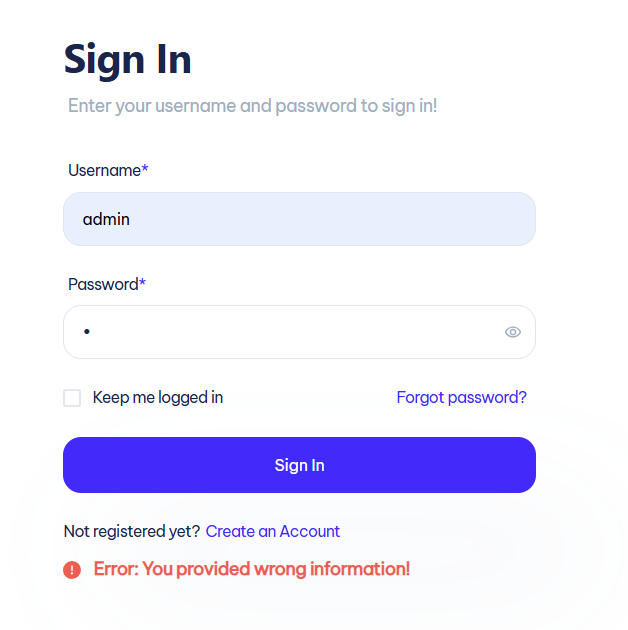 Sign In
Enter your username and password to sign in!
Username*
admin
Password*
•
Keep me logged in
Forgot password?
Sign In
Not registered yet? Create an Account
Error: You provided wrong information!